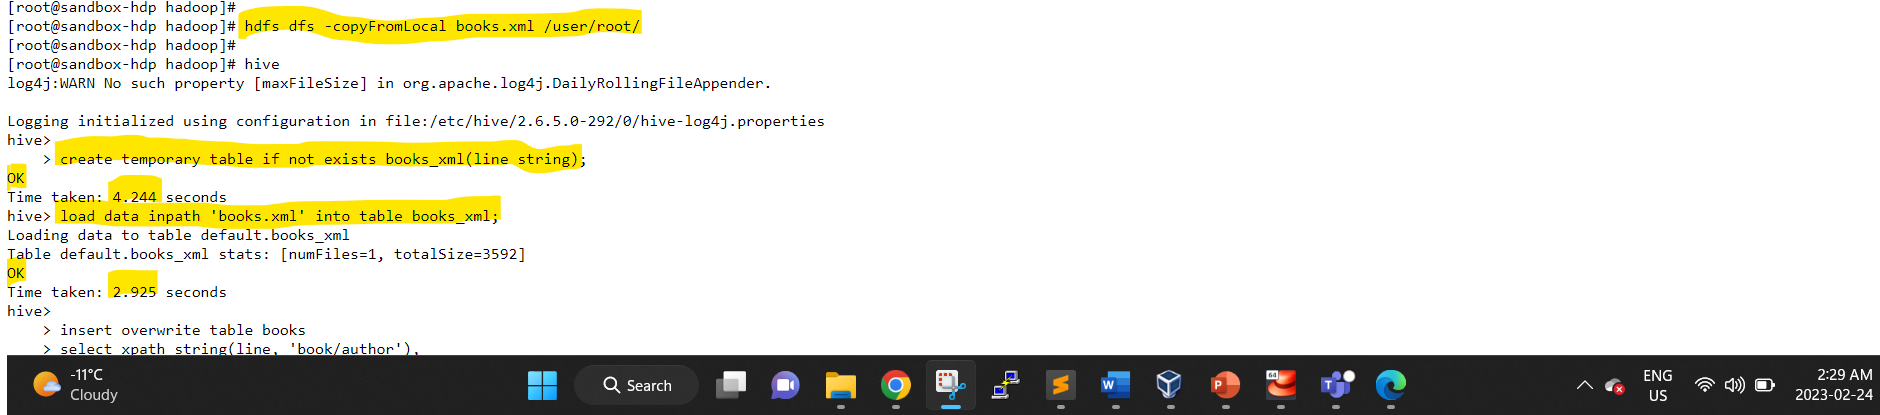 [root@sandbox-hdp hadoop]#
[root@sandbox-hdp hadoop]# hdfs dfs -copyFromLocal books.xml /user/root/
[root@sandbox-hdp hadoop]#
[root@sandbox-hdp hadoop]# hive
log4j:WARN No such property [maxFileSize] in org.apache.log4j.DailyRollingFileAppender.
Logging initialized using configuration in file:/etc/hive/2.6.5.0-292/0/hive-log4j.properties
hive>
    > create temporary table if not exists books_xml(line string);
OK
Time taken: 4.244 seconds
hive> load data inpath 'books.xml' into table books_xml;
Loading data to table default.books_xml
Table default.books_xml stats: [numFiles=1, totalSize=3592]
OK
Time taken: 2.925 seconds
hive>
    > insert overwrite table books
    > select xpath_string(line, 'book/author'),
-11°C
Cloudy
Search
64
ENG
US
2:29 AM
2023-02-24